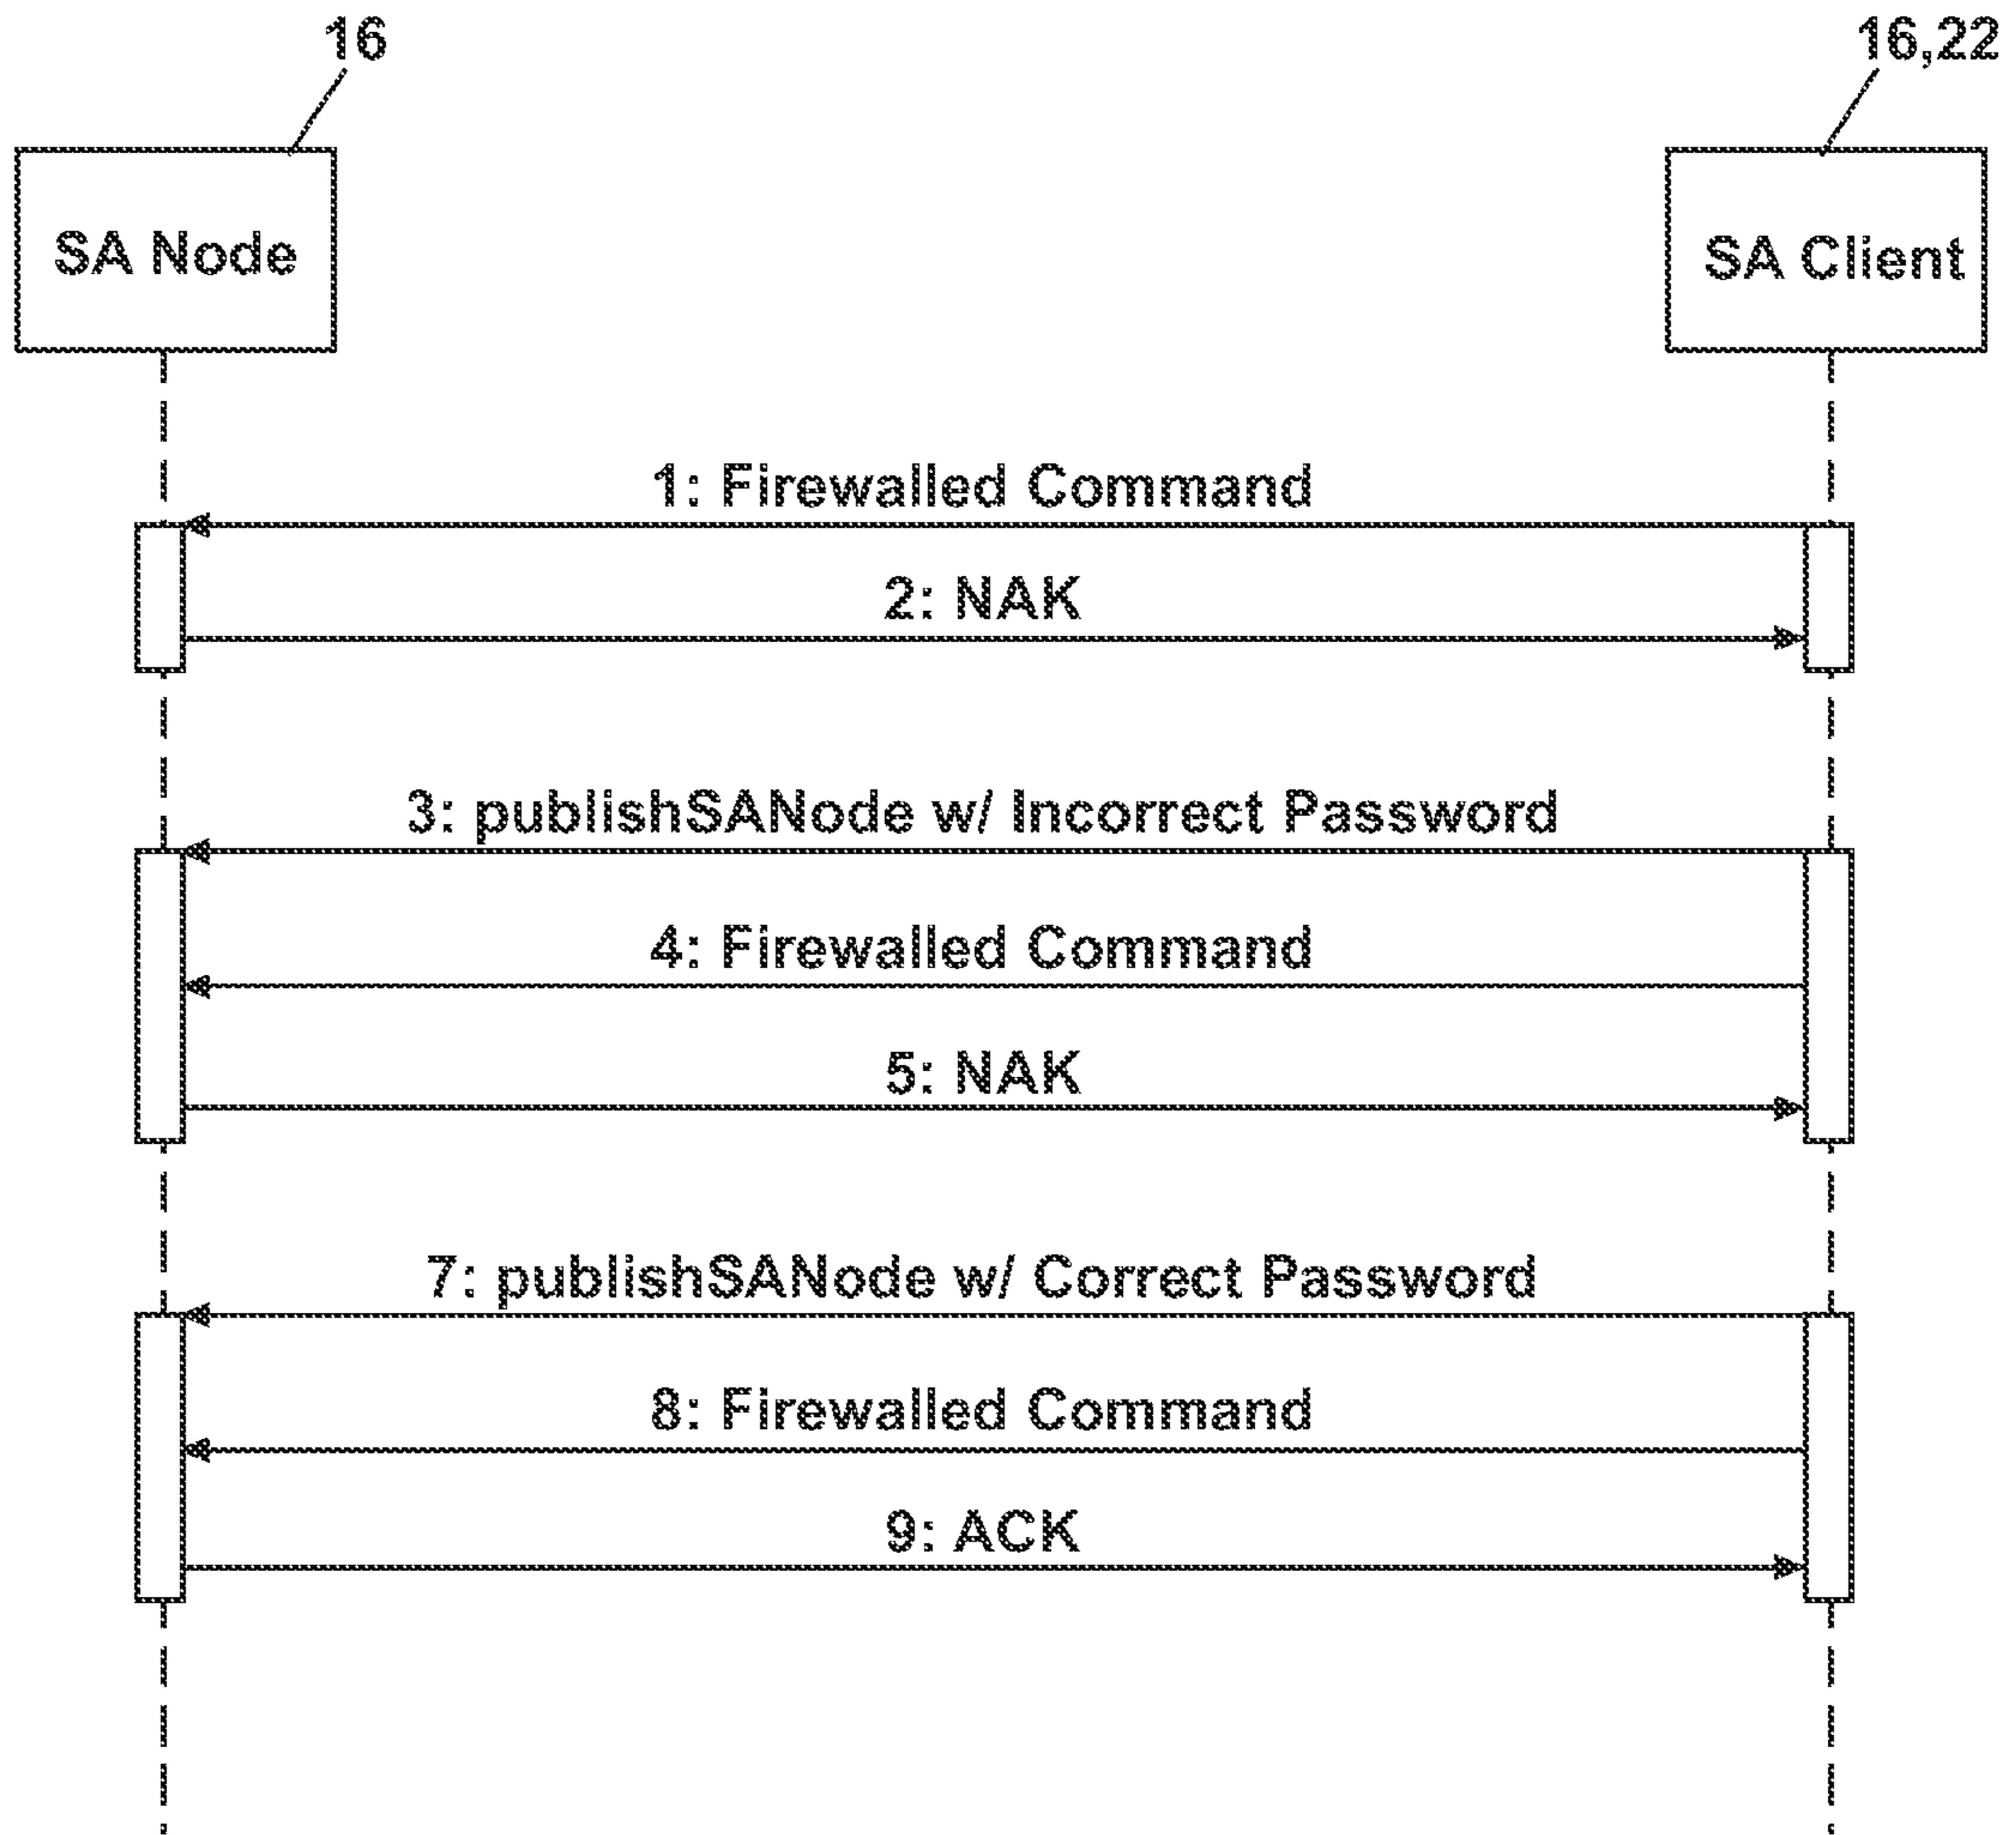 16
16,22
SA Node
SA Client
1: Firewalled Command
2: NAK
3: publishSANode w/ Incorrect Password
4: Firewalled Command
5: NAK
7: publishSANode w/ Correct Password
8: Firewalled Command
9: ACK